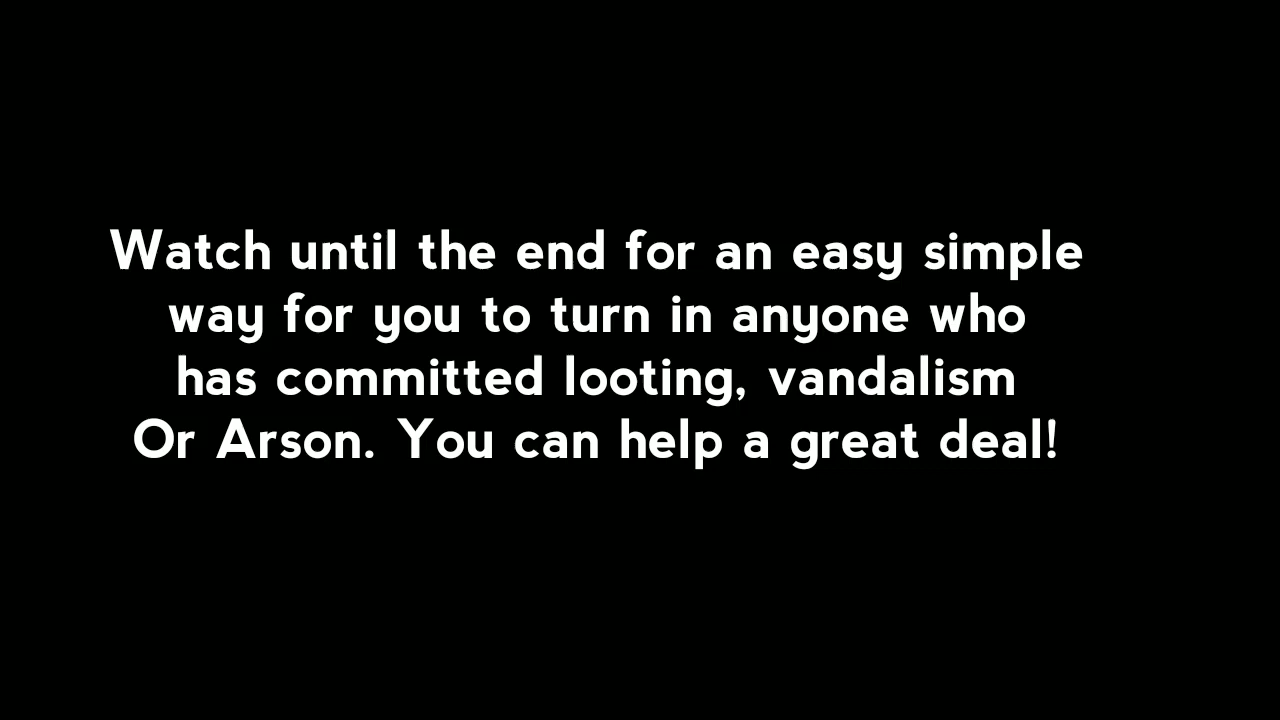 Watch until the end for an easy simple
way for you to turn in anyone who
has committed looting, vandalism
Or Arson. You can help a great deal!